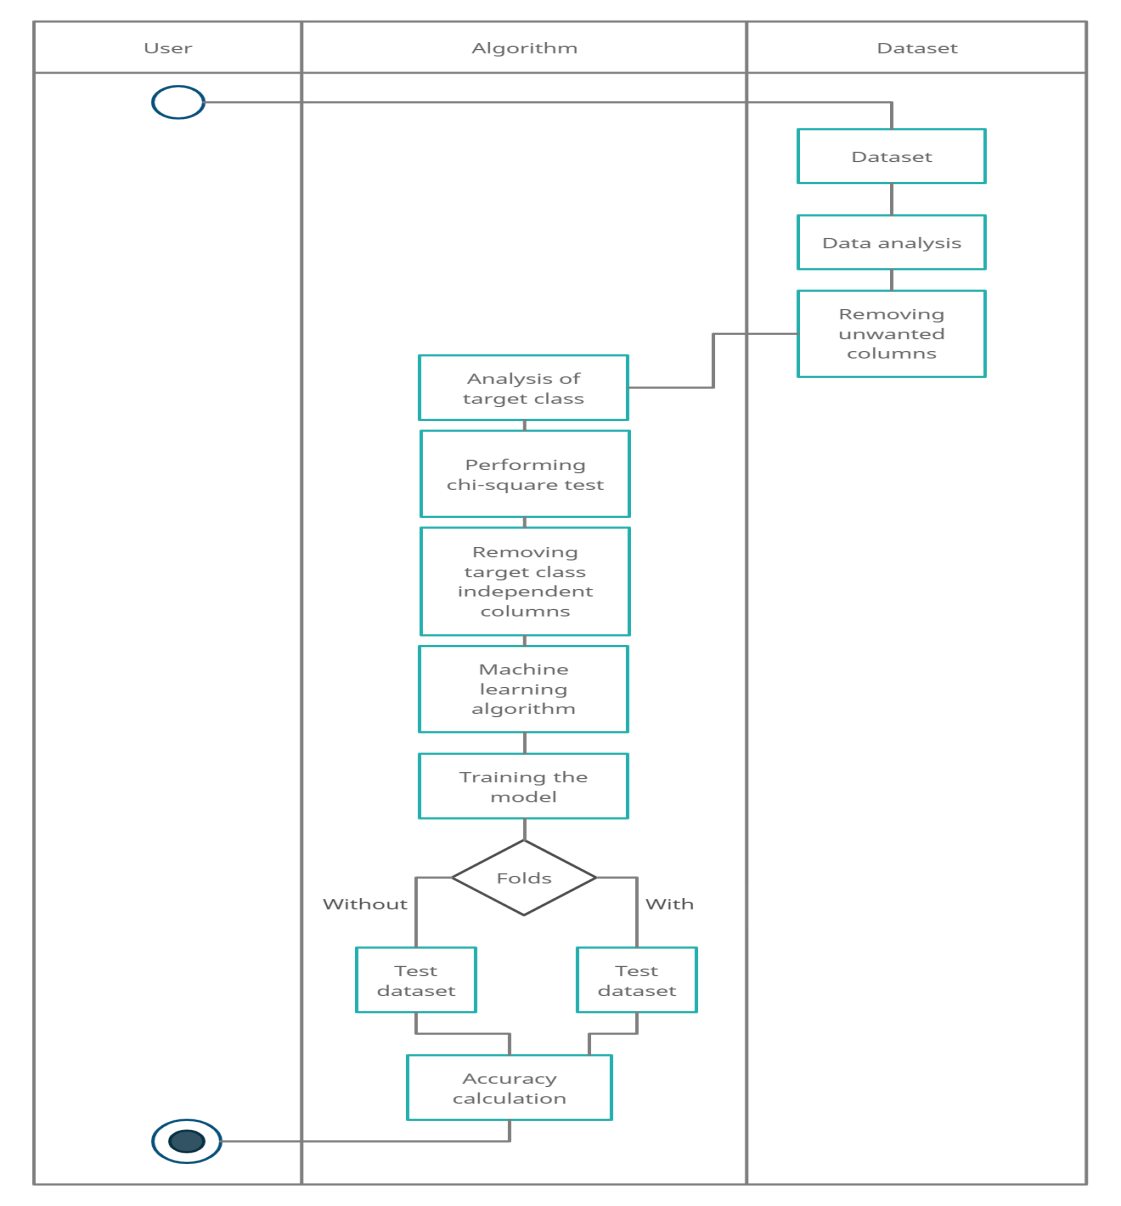 User
Algorithm
Dataset
Dataset
Data analysis
Removing
unwanted
columns
Analysis of
target class
Performing
chi-square test
Removing
target class
independent
columns
Machine
learning
algorithm
Training the
model
Folds
Without
With
Test
dataset
Test
dataset
Accuracy
calculation